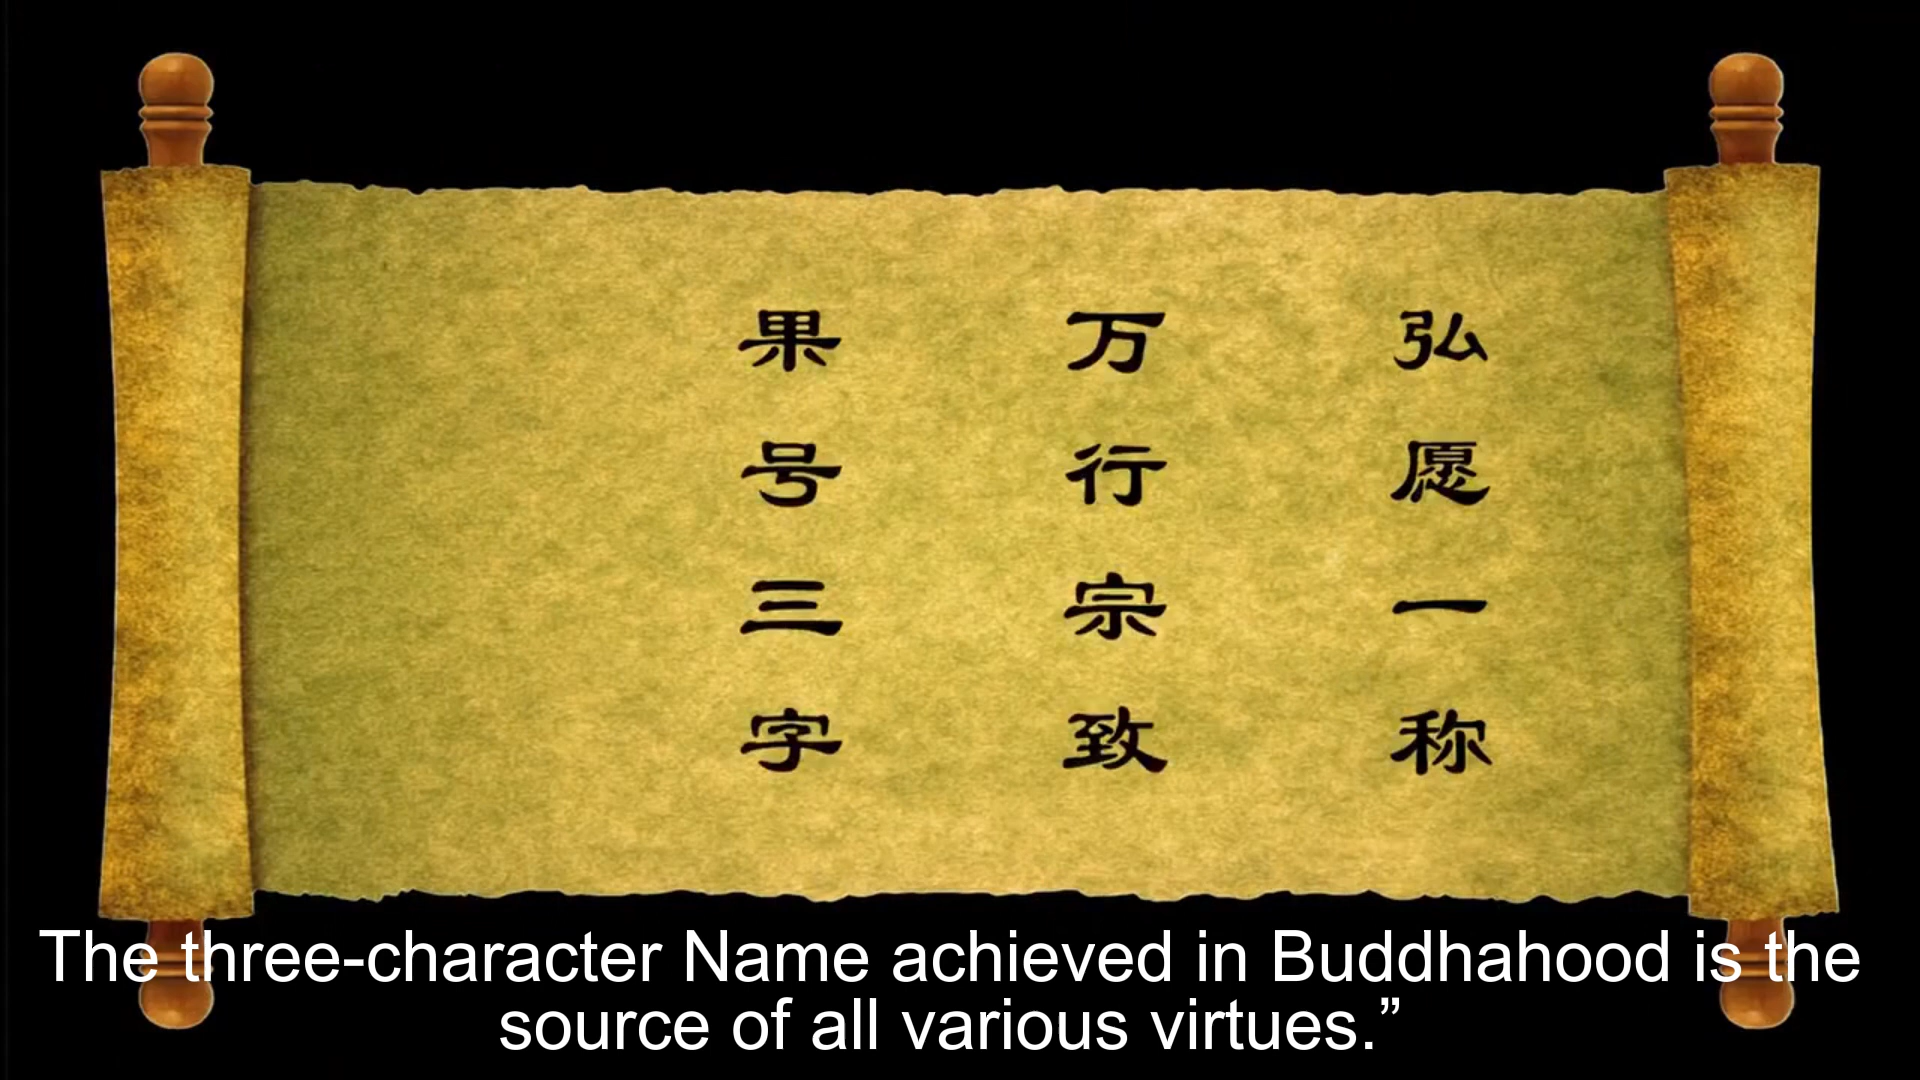 弘愿一称
万行宗致
果号三字
The three-character Name achieved in Buddhahood is the
source of all various virtues.”